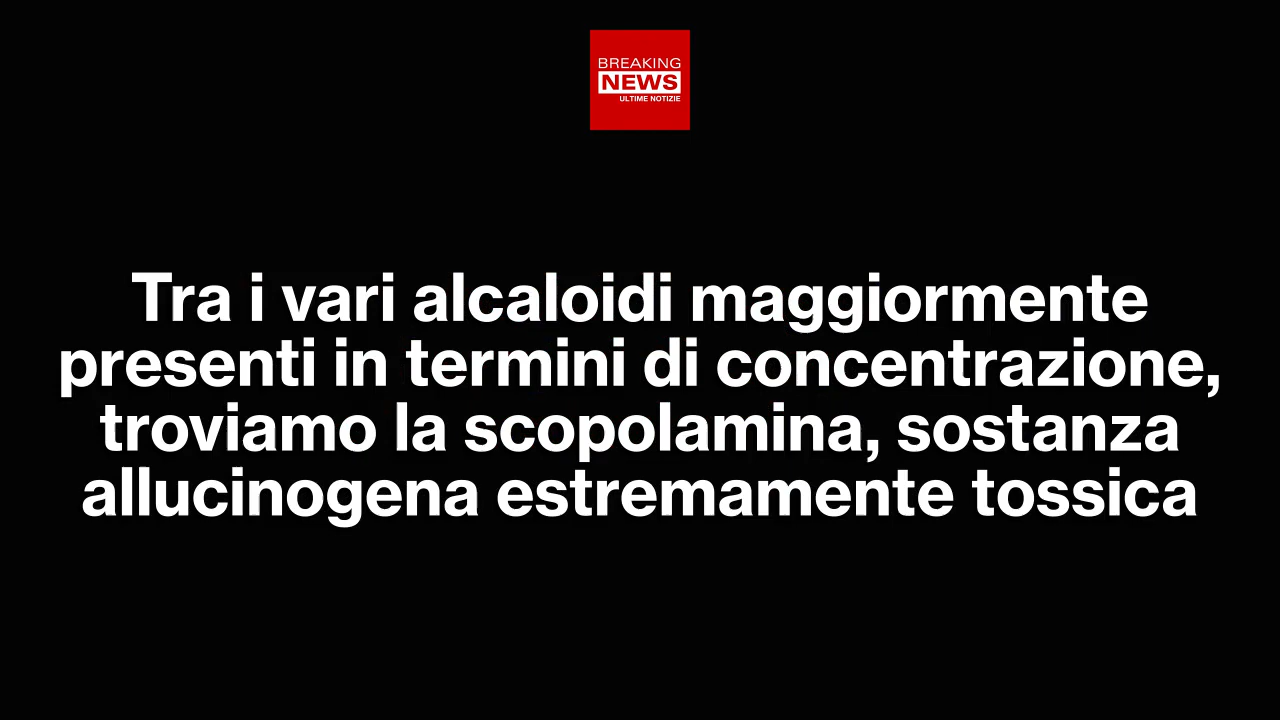 BREAKING
NEWS
ULTIME NOTIZIE
Tra i vari alcaloidi maggiormente
presenti in termini di concentrazione,
troviamo la scopolamina, sostanza
allucinogena estremamente tossica